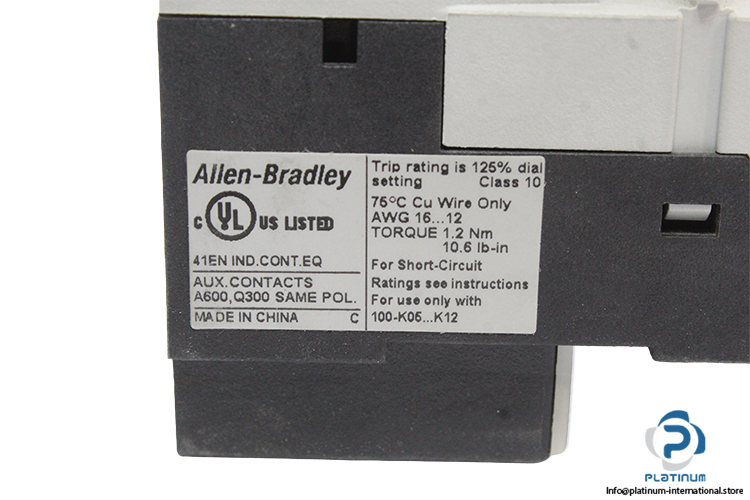 Allen-Bradley
C UL US LISTED
41EN IND.CONT.EQ
AUX.CONTACTS
A600,Q300 SAME POL.
MADE IN CHINA C
Trip rating is 125% dial
setting Class 10
75°C Cu Wire Only
AWG 16...12
TORQUE 1.2 Nm
10.6 lb-in
For Short-Circuit
Ratings see instructions
For use only with
100-K05...K12
PLATINUM
Info@platinum-international.store